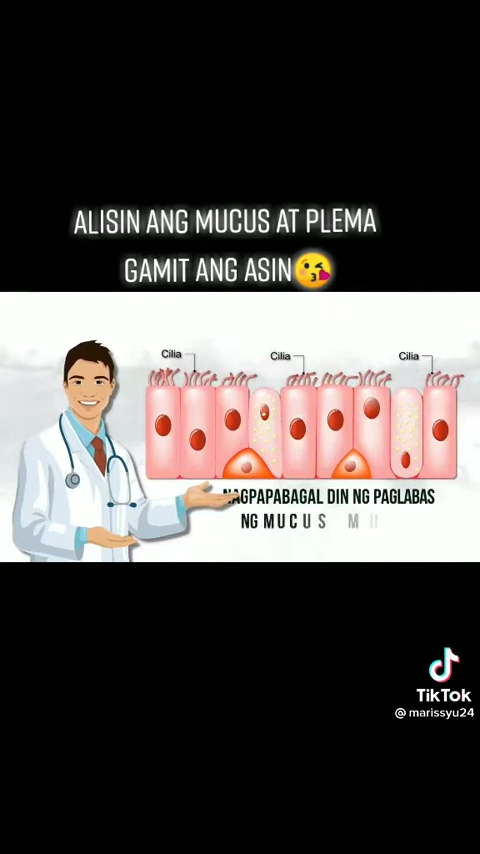 ALISIN ANG MUCUS AT PLEMA
GAMIT ANG ASIN😘
Cilia
Cilia
Cilia
NAGPAPABAGAL DIN NG PAGLABAS
NG MUCUS M
TikTok
@marissyu24